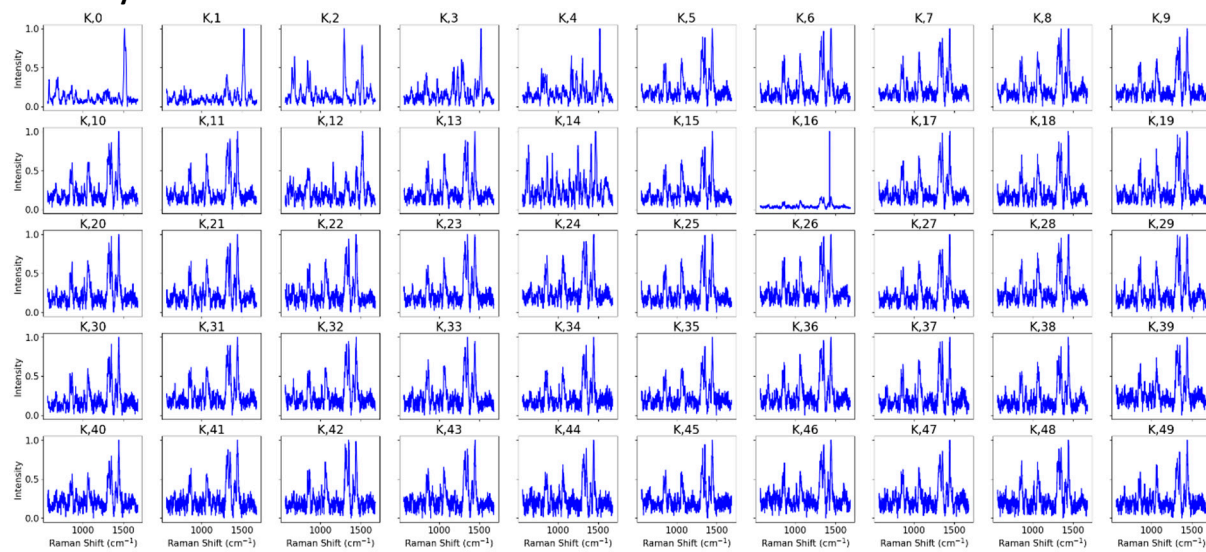 K,0 K,1 K,2 K,3 K,4 K,5 K,6 K,7 K,8 K,9
1.0
Intensity
0.5
0.0
K,10 K,11 K,12 K,13 K,14 K,15 K,16 K,17 K,18 K,19
1.0
Intensity
0.5
0.0
K,20 K,21 K,22 K,23 K,24 K,25 K,26 K,27 K,28 K,29
1.0
Intensity
0.5
0.0
K,30 K,31 K,32 K,33 K,34 K,35 K,36 K,37 K,38 K,39
1.0
Intensity
0.5
0.0
K,40 K,41 K,42 K,43 K,44 K,45 K,46 K,47 K,48 K,49
1.0
Intensity
0.5
0.0
1000 1500 1000 1500 1000 1500 1000 1500 1000 1500 1000 1500 1000 1500 1000 1500 1000 1500 1000 1500
Raman Shift (cm⁻¹) Raman Shift (cm⁻¹) Raman Shift (cm⁻¹) Raman Shift (cm⁻¹) Raman Shift (cm⁻¹) Raman Shift (cm⁻¹) Raman Shift (cm⁻¹) Raman Shift (cm⁻¹) Raman Shift (cm⁻¹) Raman Shift (cm⁻¹)